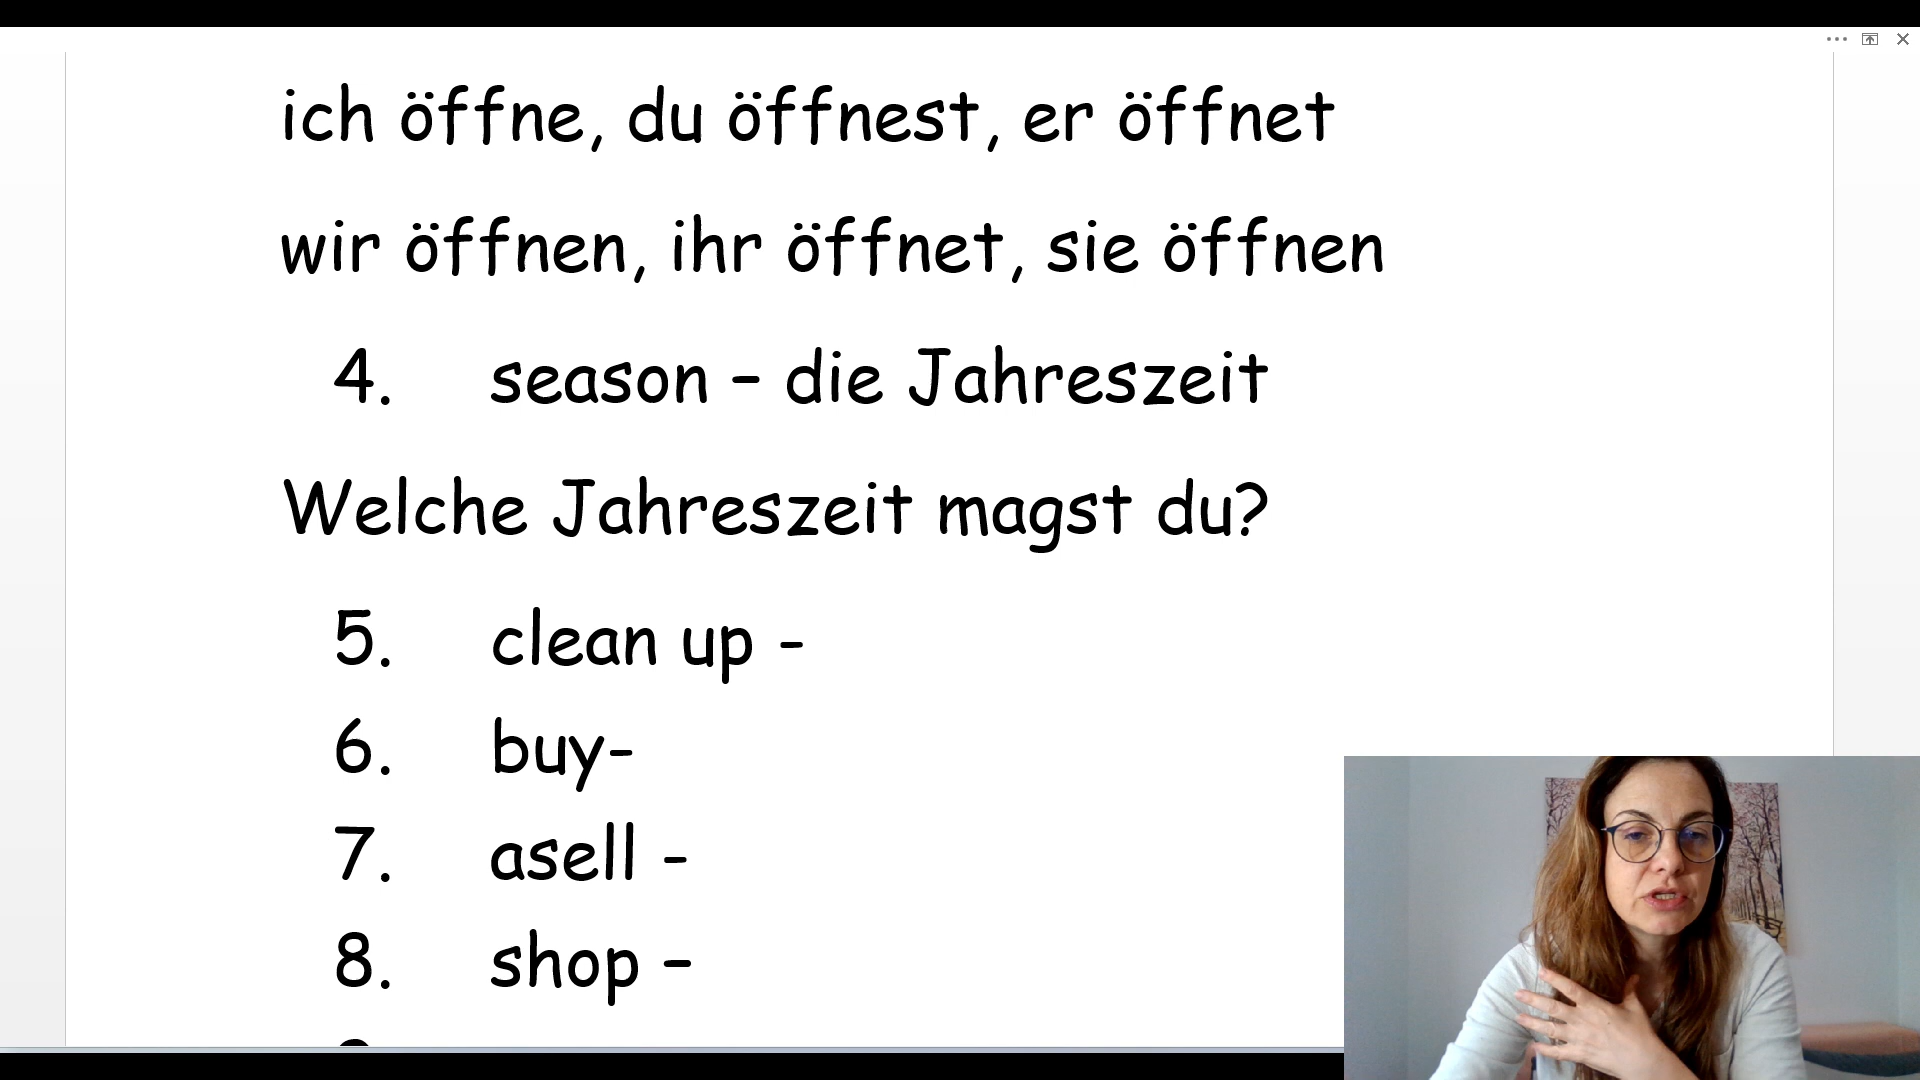 ich öffne, du öffnest, er öffnet
wir öffnen, ihr öffnet, sie öffnen
4. season – die Jahreszeit
Welche Jahreszeit magst du?
5. clean up -
6. buy-
7. asell -
8. shop –